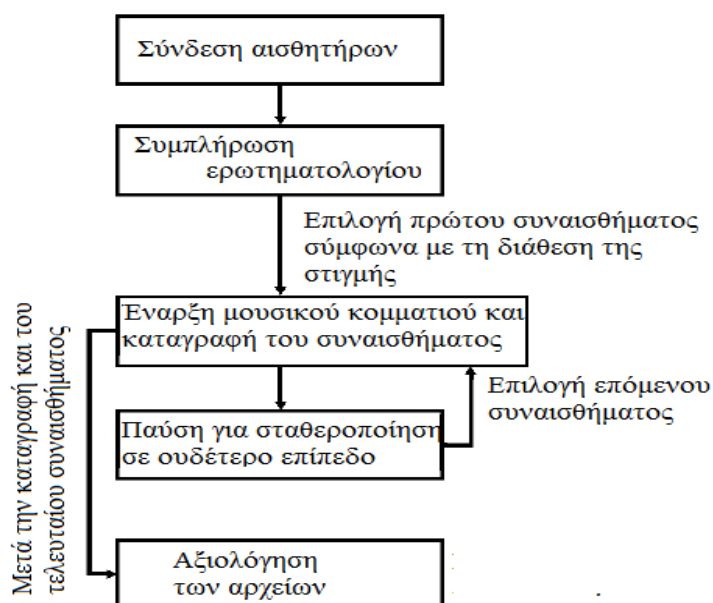 Σύνδεση αισθητήρων
Συμπλήρωση
ερωτηματολογίου
Επιλογή πρώτου συναισθήματος
σύμφωνα με τη διάθεση της
στιγμής
Έναρξη μουσικού κομματιού και
καταγραφή του συναισθήματος
Επιλογή επόμενου
συναισθήματος
Παύση για σταθεροποίηση
σε ουδέτερο επίπεδο
Μετά την καταγραφή και του
τελευταίου συναισθήματος
Αξιολόγηση
των αρχείων